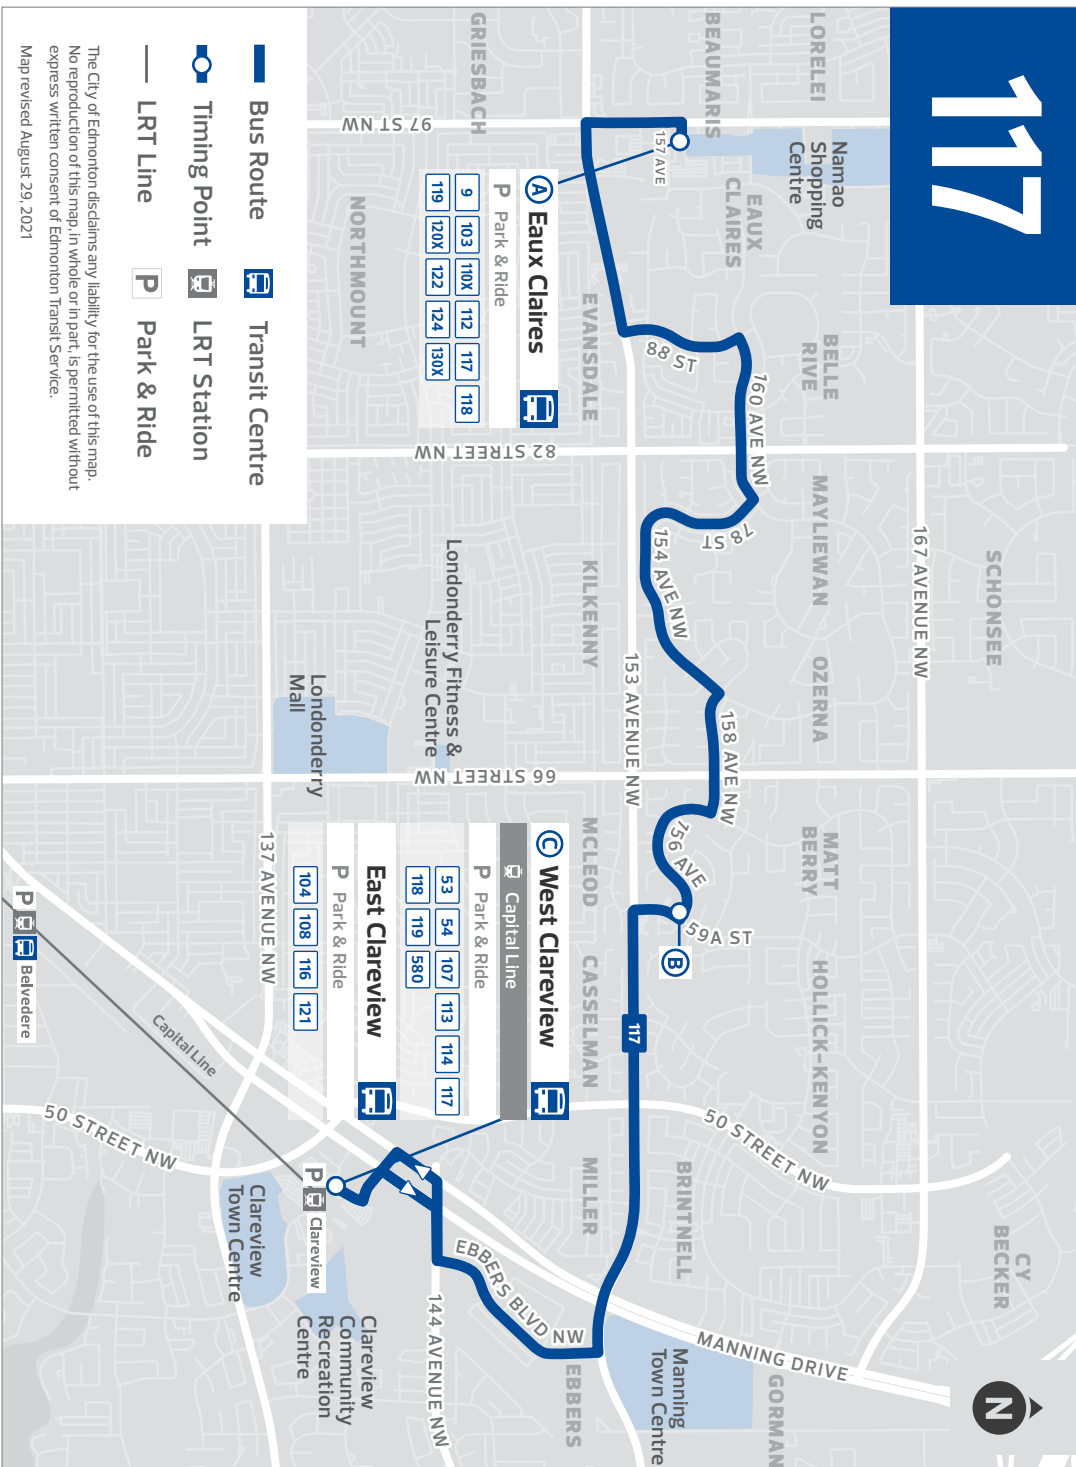 117
LORELEI
BEAUMARIS
GRIESBACH
97 ST NW
157 AVE
Namao
Shopping
Centre
EAUX
CLAIRES
BELLE
RIVE
NORTHMOUNT
EVANSDALE
A Eaux Claires
P Park & Ride
9 103 110X 112 117 118
119 120X 122 124 130X
88 ST
160 AVE NW
82 STREET NW
78 ST
MAYLIEWAN
SCHONSEE
167 AVENUE NW
154 AVE NW
KILKENNY
OZERNA
153 AVENUE NW
158 AVE NW
Londonderry Fitness &
Leisure Centre
Londonderry
Mall
66 STREET NW
156 AVE
MATT
BERRY
MCLEOD
59A ST
B
HOLLICK-KENYON
CASSELMAN
117
137 AVENUE NW
C West Clareview
Capital Line
P Park & Ride
53 54 107 113 114 117
118 119 580
East Clareview
P Park & Ride
104 108 116 121
P Belvedere
Capital Line
50 STREET NW
50 STREET NW
MILLER
BRINTNELL
CY
BECKER
P Clareview
Clareview
Town Centre
Clareview
Community
Recreation
Centre
144 AVENUE NW
EBBERS BLVD NW
EBBERS
MANNING DRIVE
Manning
Town Centre
GORMAN
N
Bus Route
Transit Centre
Timing Point
LRT Station
LRT Line
P Park & Ride
The City of Edmonton disclaims any liability for the use of this map.
No reproduction of this map, in whole or in part, is permitted without
express written consent of Edmonton Transit Service.
Map revised August 29, 2021